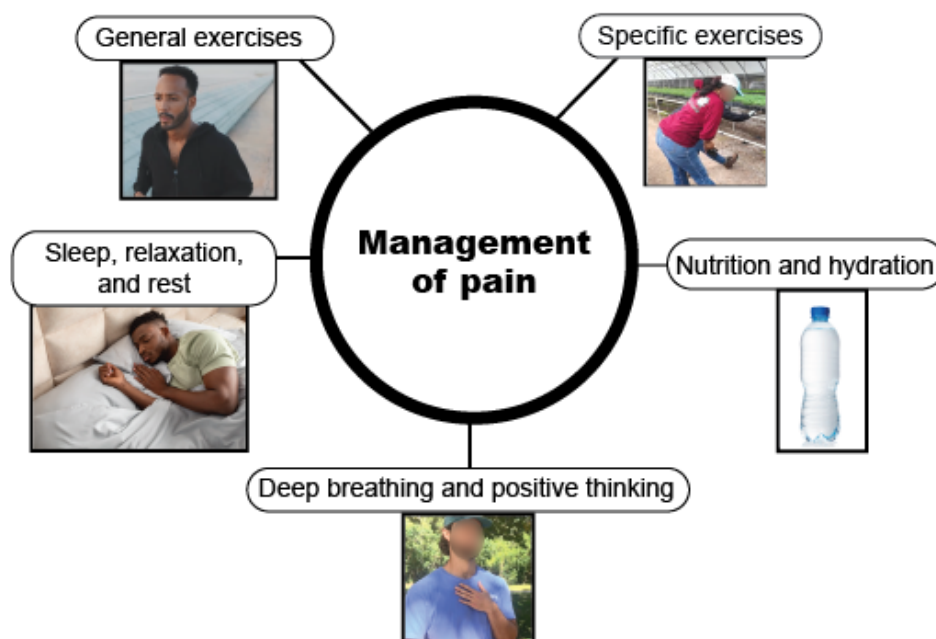 General exercises
Specific exercises
Management
of pain
Sleep, relaxation,
and rest
Nutrition and hydration
Deep breathing and positive thinking